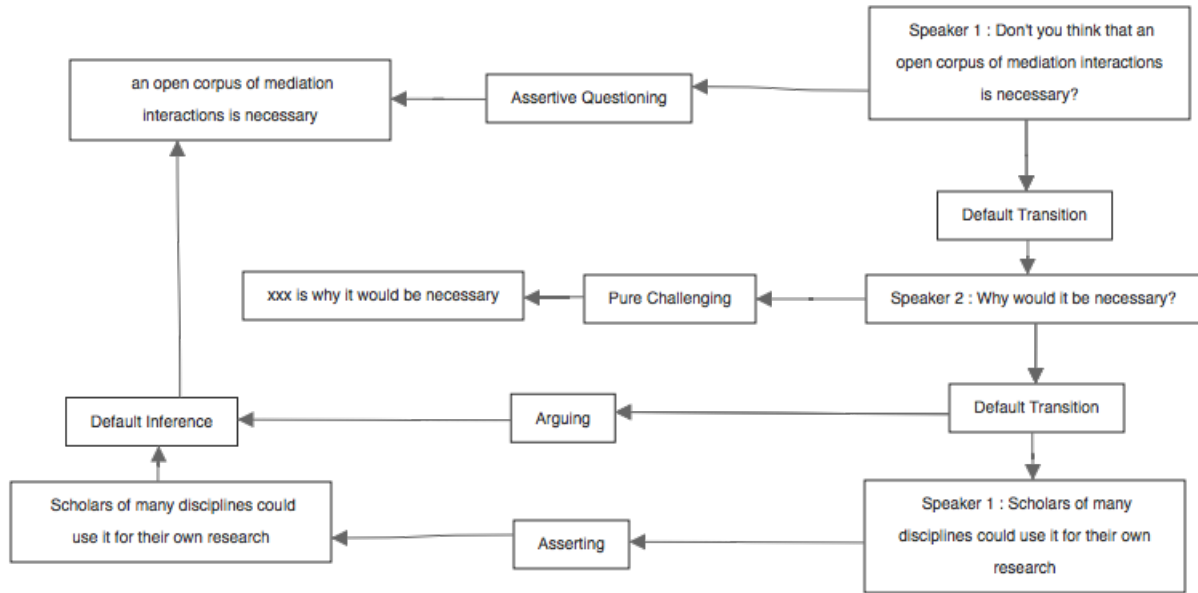 Speaker 1 : Don't you think that an
open corpus of mediation interactions
is necessary?
an open corpus of mediation
interactions is necessary
Assertive Questioning
Default Transition
xxx is why it would be necessary
Pure Challenging
Speaker 2 : Why would it be necessary?
Default Inference
Arguing
Default Transition
Scholars of many disciplines could
use it for their own research
Asserting
Speaker 1 : Scholars of many
disciplines could use it for their own
research